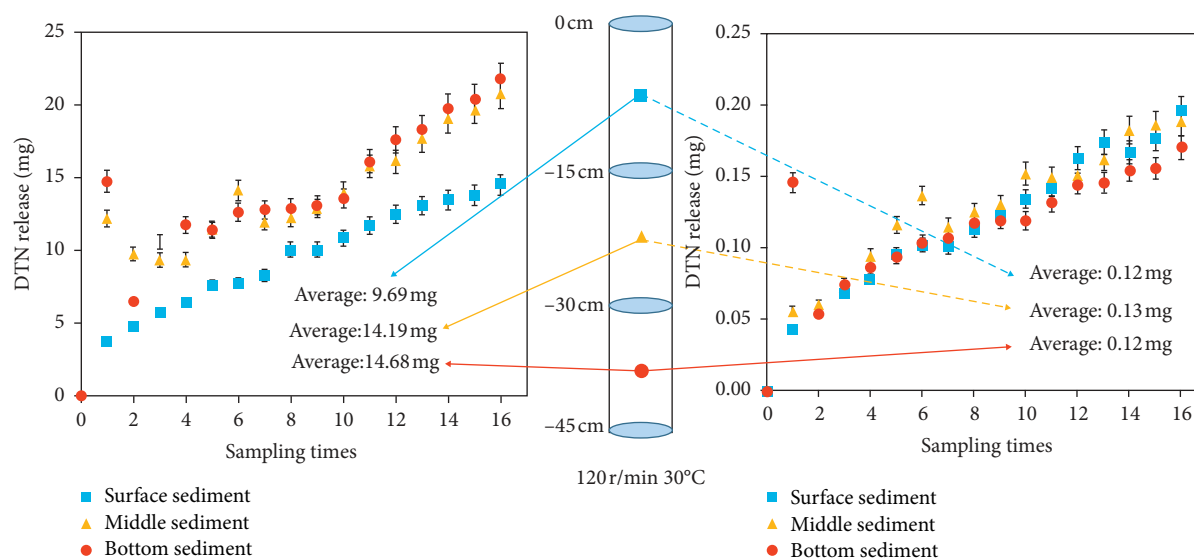 25
20
15
10
5
0
DTN release (mg)
0 2 4 6 8 10 12 14 16
Sampling times
Average: 9.69 mg
Average:14.19 mg
Average:14.68 mg
Surface sediment
Middle sediment
Bottom sediment
0 cm
–15 cm
–30 cm
–45 cm
120 r/min 30°C
0.25
0.20
0.15
0.10
0.05
0.00
DTN release (mg)
0 2 4 6 8 10 12 14 16
Sampling times
Average: 0.12 mg
Average: 0.13 mg
Average: 0.12 mg
Surface sediment
Middle sediment
Bottom sediment